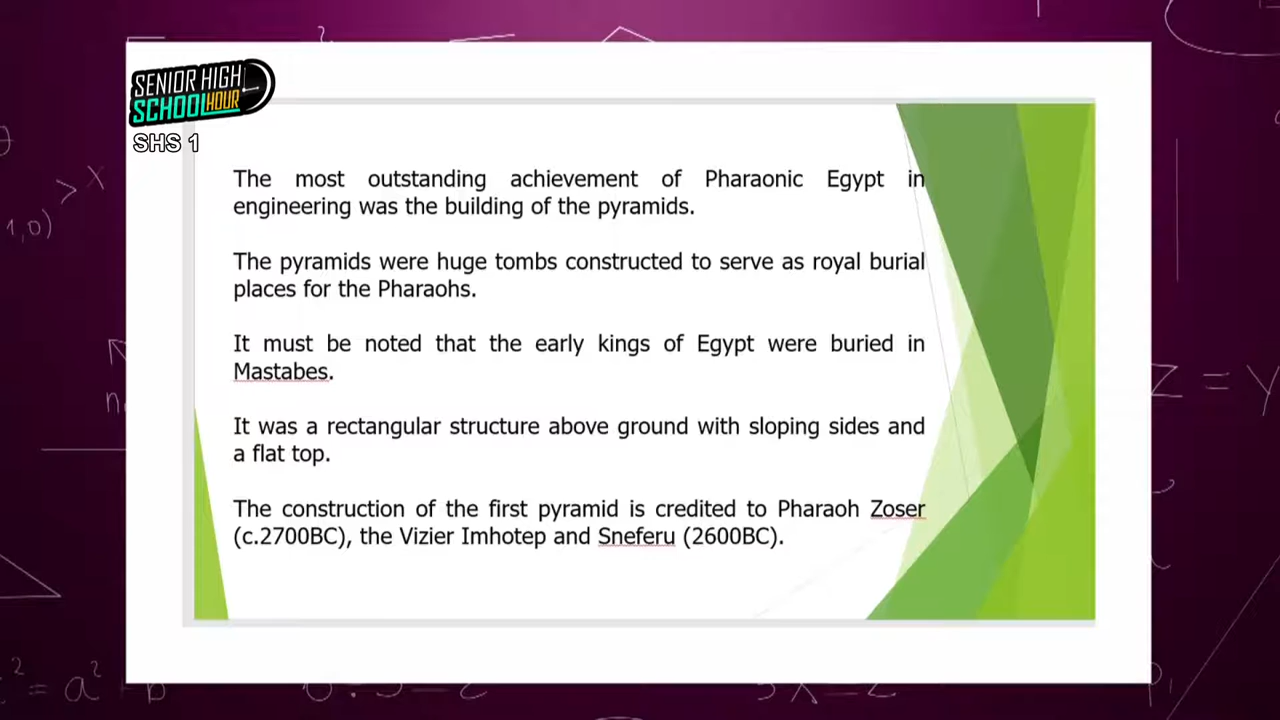 SENIOR HIGH
SCHOOL HOUR
SHS 1
The most outstanding achievement of Pharaonic Egypt in
engineering was the building of the pyramids.
The pyramids were huge tombs constructed to serve as royal burial
places for the Pharaohs.
It must be noted that the early kings of Egypt were buried in
Mastabes.
It was a rectangular structure above ground with sloping sides and
a flat top.
The construction of the first pyramid is credited to Pharaoh Zoser
(c.2700BC), the Vizier Imhotep and Sneferu (2600BC).
> x
1,0)
Z = Y